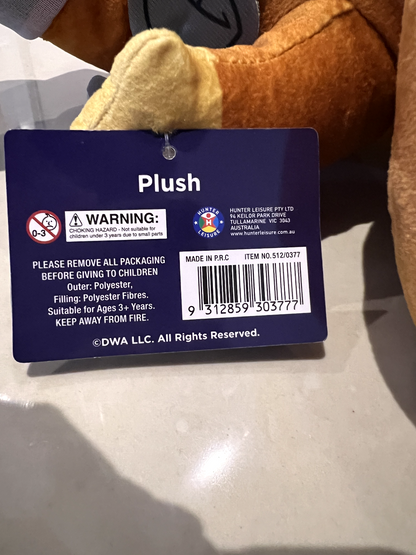 Plush
0-3
WARNING:
CHOKING HAZARD - Not suitable for
children under 3 years due to small parts
HUNTER
LEISURE
HUNTER LEISURE PTY LTD
94 KEILOR PARK DRIVE
TULLAMARINE VIC 3043
AUSTRALIA
www.hunterleisure.com.au
PLEASE REMOVE ALL PACKAGING
BEFORE GIVING TO CHILDREN
Outer: Polyester,
Filling: Polyester Fibres.
Suitable for Ages 3+ Years.
KEEP AWAY FROM FIRE.
MADE IN P.R.C ITEM NO.512/0377
9 312859 303777
©DWA LLC. All Rights Reserved.